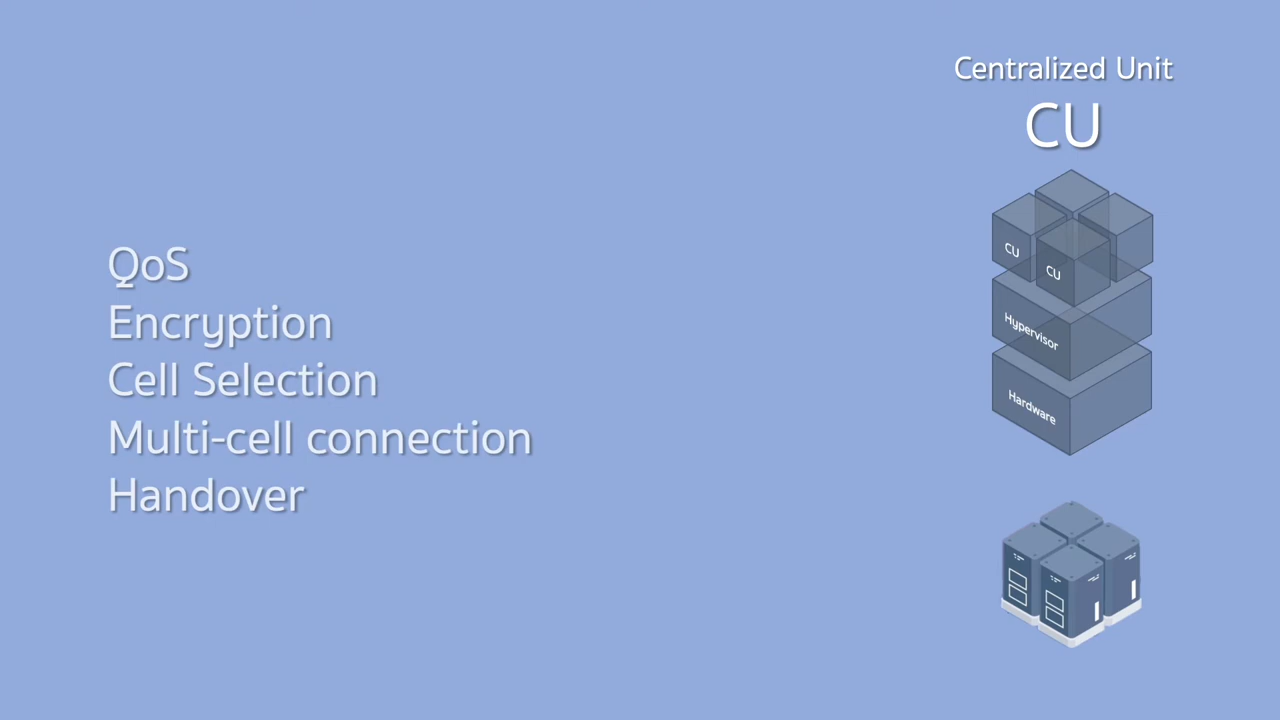 Centralized Unit
CU
QoS
Encryption
Cell Selection
Multi-cell connection
Handover
CU
CU
Hypervisor
Hardware